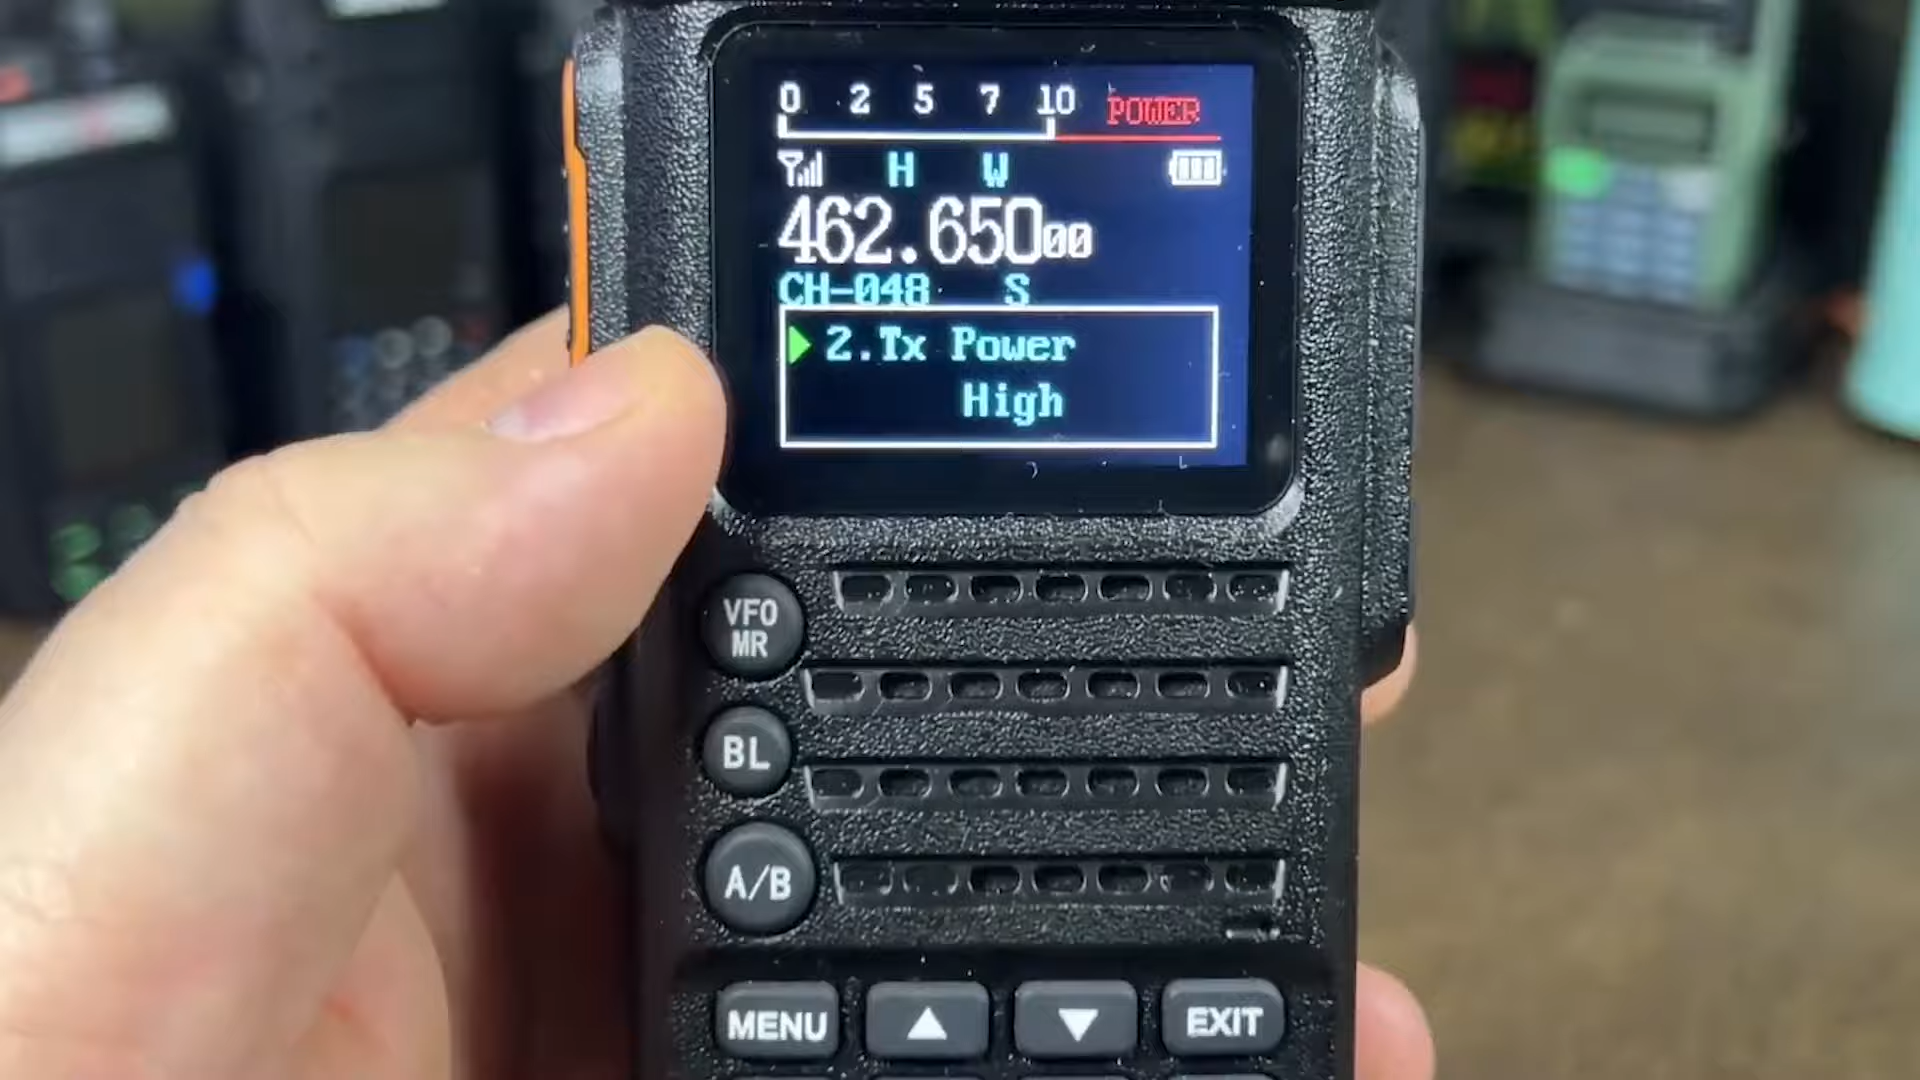 0 2 5 7 10 POWER
H W
462.65000
CH-048 S
2.Tx Power
High
VFO
MR
BL
A/B
MENU EXIT